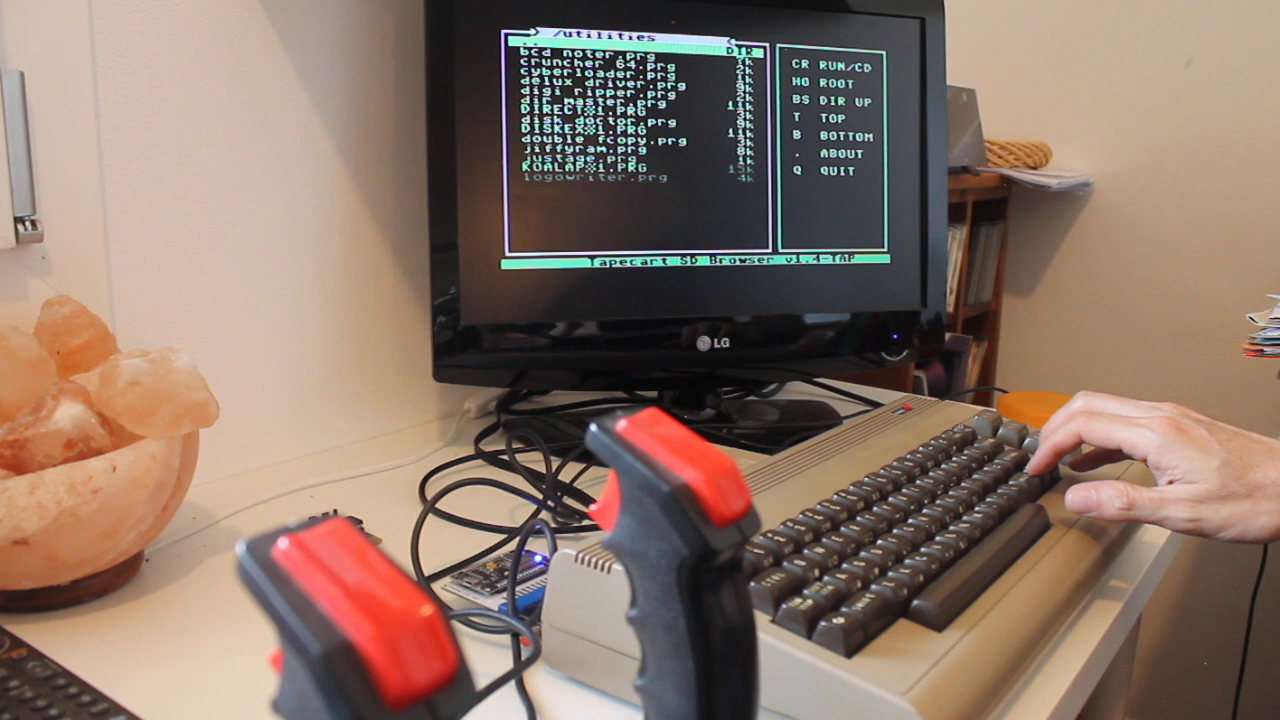 /utilities
.. DIR
bcd noter.prg 7k
cruncher 64.prg 2k
cyberloader.prg 1k
delux driver.prg 9k
digi ripper.prg 2k
dir master.prg 11k
DIRECT▒1.PRG 3k
disk doctor.prg 9k
DISKEX▒1.PRG 11k
double fcopy.prg 3k
jiffyram.prg 8k
justage.prg 1k
KOALAP▒1.PRG 15k
logowriter.prg 4k
CR RUN/CD
HO ROOT
BS DIR UP
T TOP
B BOTTOM
. ABOUT
Q QUIT
Tapecart SD Browser v1.4-TAP
LG